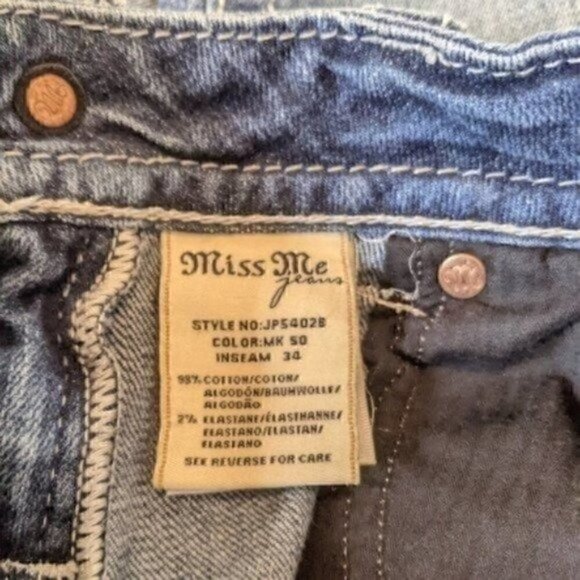 Miss Me
jeans
STYLE NO:JP5402B
COLOR:MK 50
INSEAM 34
98% COTTON/COTON/
ALGODÓN/BAUMWOLLE/
ALGODÃO
2% ELASTANE/ÉLASTHANNE/
ELASTANO/ELASTAN/
ELASTANO
SEE REVERSE FOR CARE